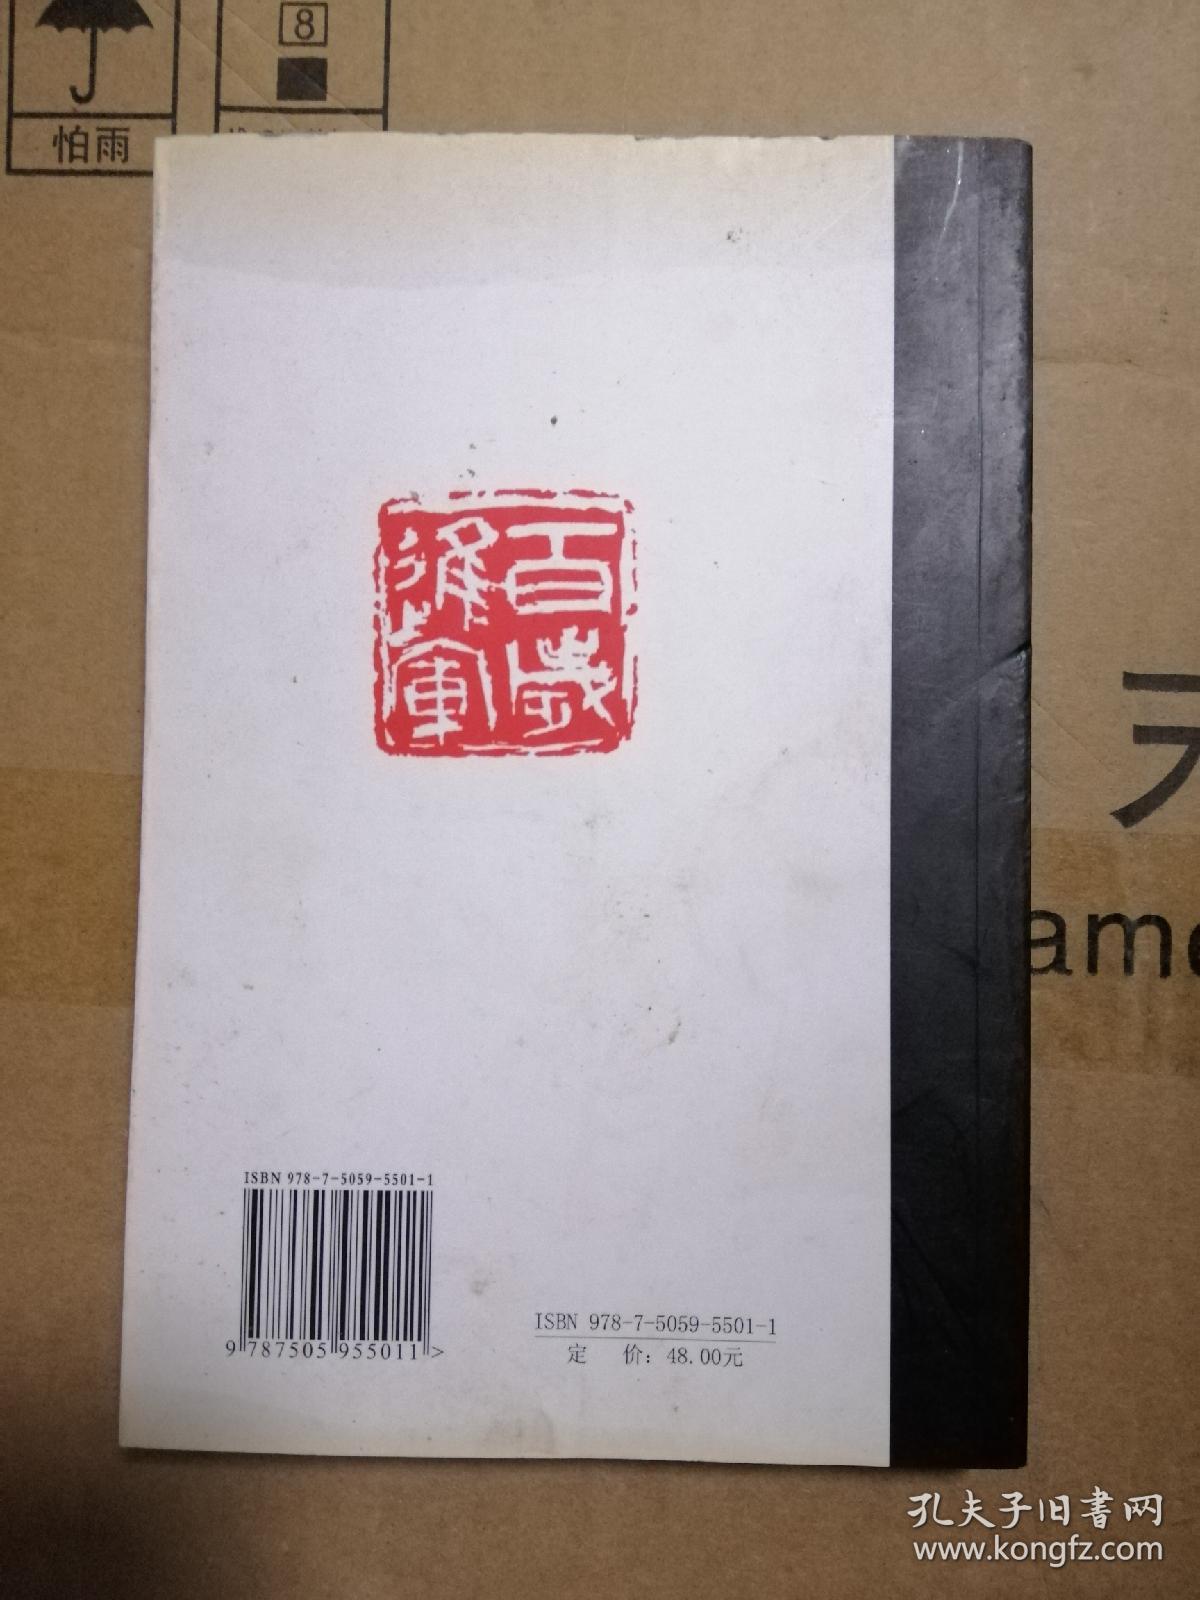 8
怕雨
百歲
將軍
天
ame
ISBN 978-7-5059-5501-1
9 787505 955011 >
ISBN 978-7-5059-5501-1
定 价: 48.00元
孔夫子旧书网
www.kongfz.com